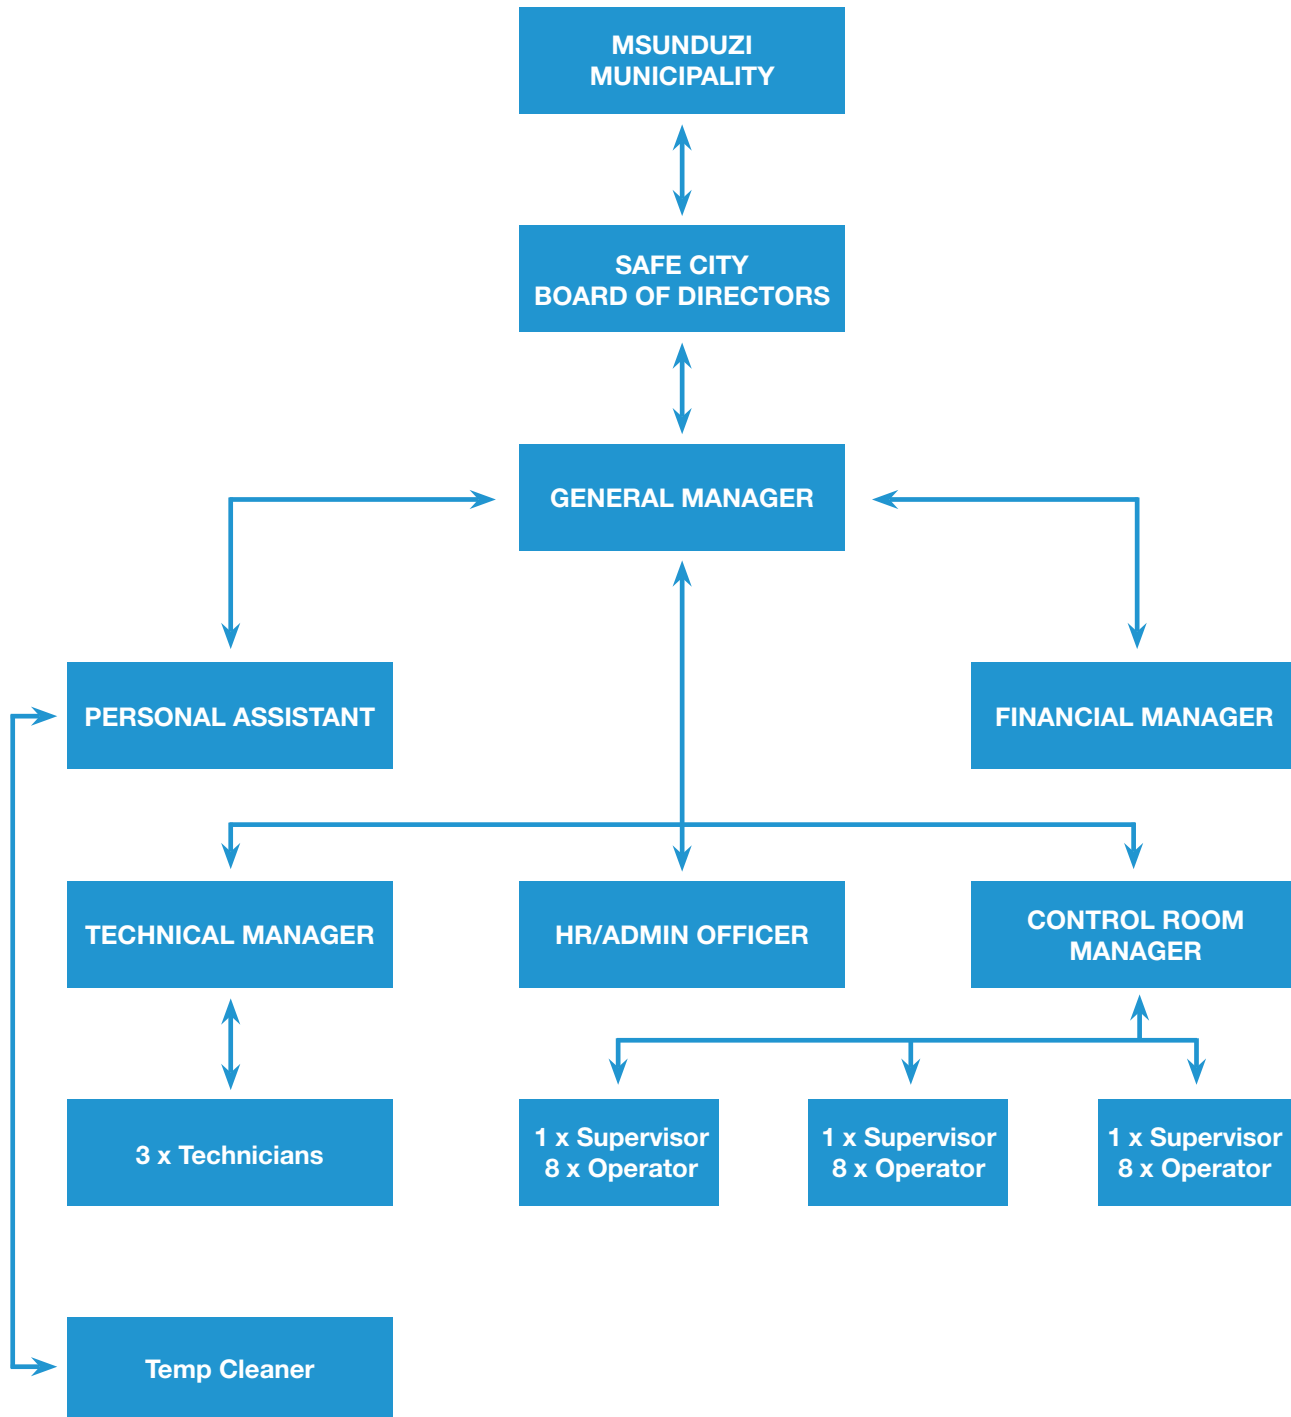 MSUNDUZI
MUNICIPALITY
SAFE CITY
BOARD OF DIRECTORS
GENERAL MANAGER
PERSONAL ASSISTANT
FINANCIAL MANAGER
TECHNICAL MANAGER
HR/ADMIN OFFICER
CONTROL ROOM
MANAGER
3 x Technicians
1 x Supervisor
8 x Operator
1 x Supervisor
8 x Operator
1 x Supervisor
8 x Operator
Temp Cleaner